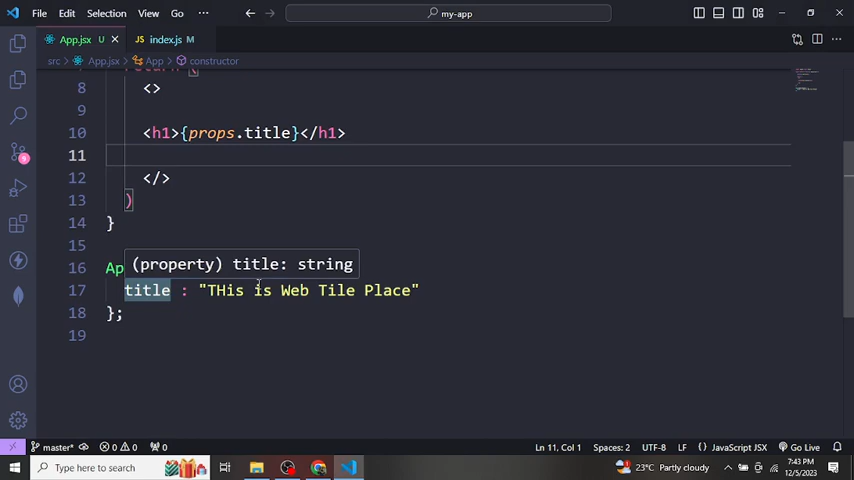 File Edit Selection View Go ··· my-app
App.jsx U index.js M
src > App.jsx > App > constructor
8 <>
9
10 <h1>{props.title}</h1>
11
12 </>
13 )
14 }
15
(property) title: string
16 Ap
17 title : "THis is Web Tile Place"
18 };
19
9
master* 0 0 0 Ln 11, Col 1 Spaces: 2 UTF-8 LF {} JavaScript JSX Go Live
Type here to search 23°C Partly cloudy 7:43 PM
12/5/2023